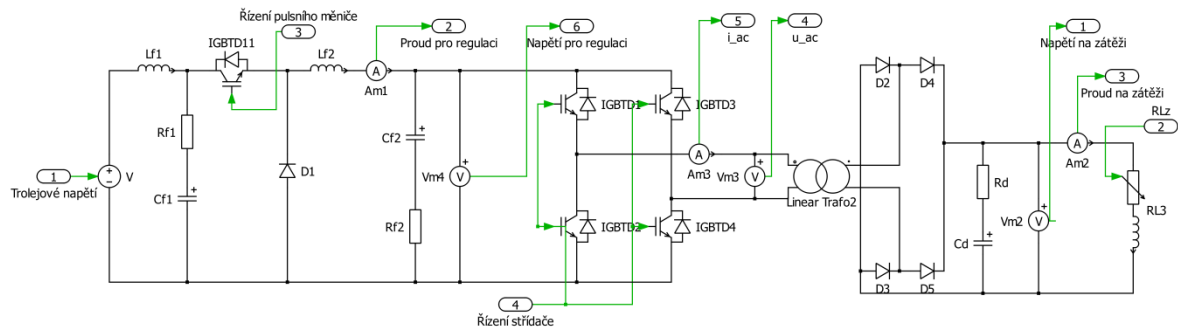 Řízení pulsního měniče
3
IGBTD11
Lf1
Lf2
2
Proud pro regulaci
6
Napětí pro regulaci
5
i_ac
4
u_ac
1
Napětí na zátěži
3
Proud na zátěži
RLz
2
A
Am1
Rf1
Cf1
1
Trolejové napětí
V
D1
Cf2
Rf2
Vm4
V
IGBTD1
IGBTD3
IGBTD2
IGBTD4
A
Am3
Vm3
V
Linear Trafo2
D2
D4
D3
D5
Rd
Cd
Vm2
V
A
Am2
RL3
4
Řízení střídače